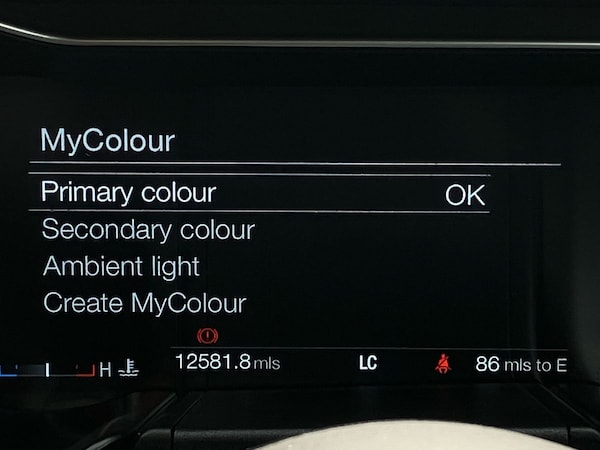 MyColour
Primary colour OK
Secondary colour
Ambient light
Create MyColour
H 12581.8 mls LC 86 mls to E